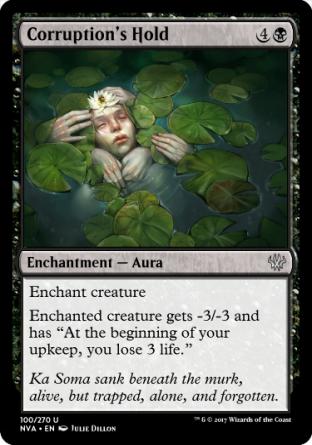 Corruption's Hold 4
Enchantment — Aura
Enchant creature
Enchanted creature gets -3/-3 and
has “At the beginning of your
upkeep, you lose 3 life.”
Ka Soma sank beneath the murk,
alive, but trapped, alone, and forgotten.
100/270 U
NVA • EN Julie Dillon
™ & © 2017 Wizards of the Coast